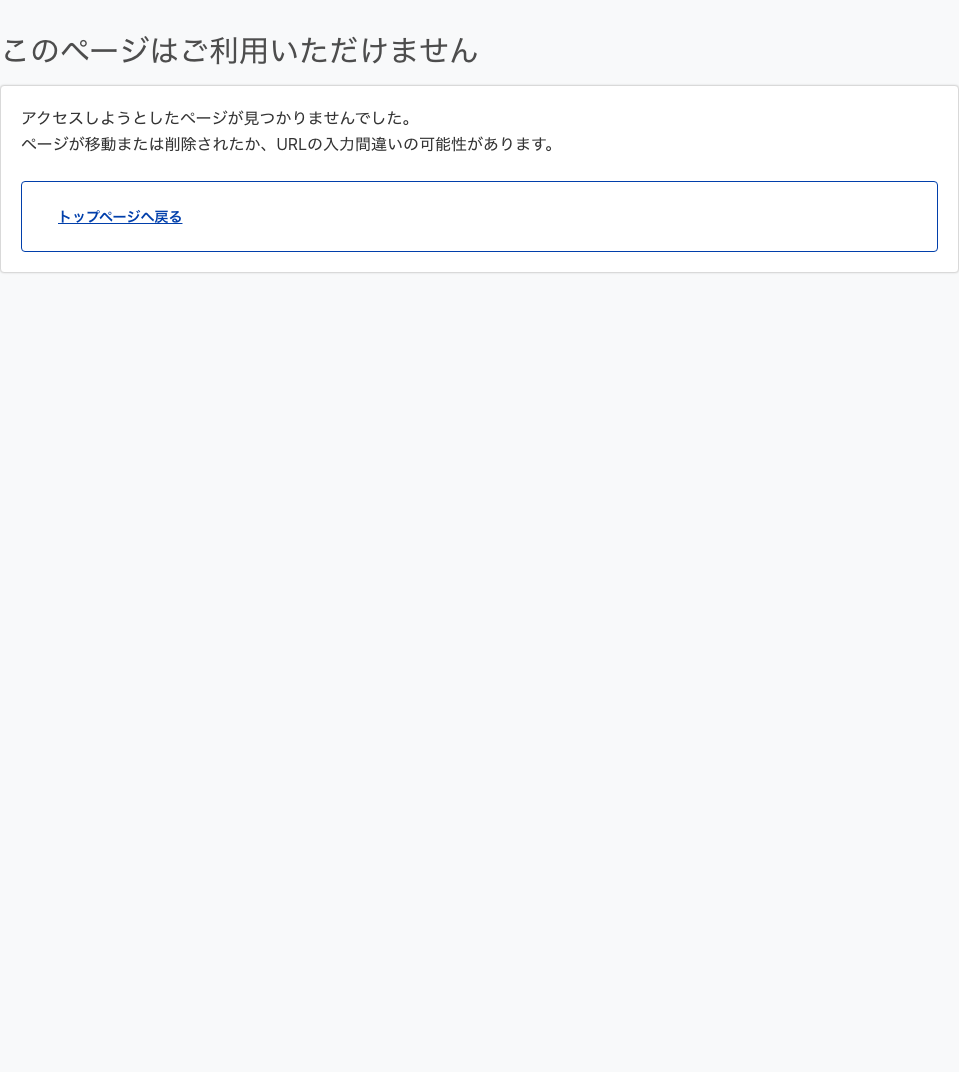 このページはご利用いただけません
アクセスしようとしたページが見つかりませんでした。
ページが移動または削除されたか、URLの入力間違いの可能性があります。
トップページへ戻る